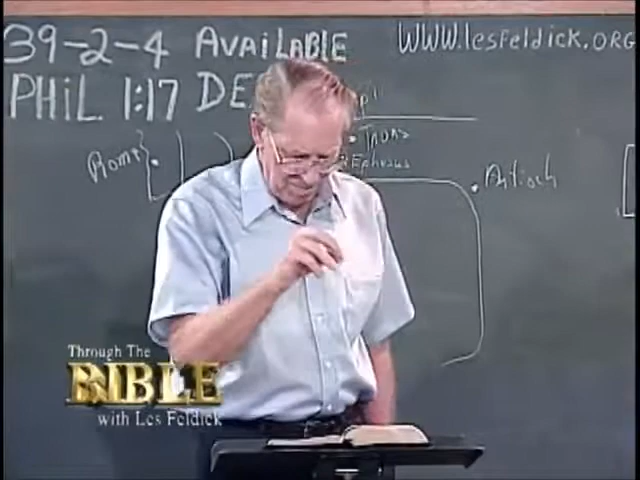 39-2-4 AVAILABLE WWW.lesfeldick.ORG
PHIL 1:17 DE
Rom
Troas
Ephesus
Antioch
Through The
BIBLE
with Les Feldick